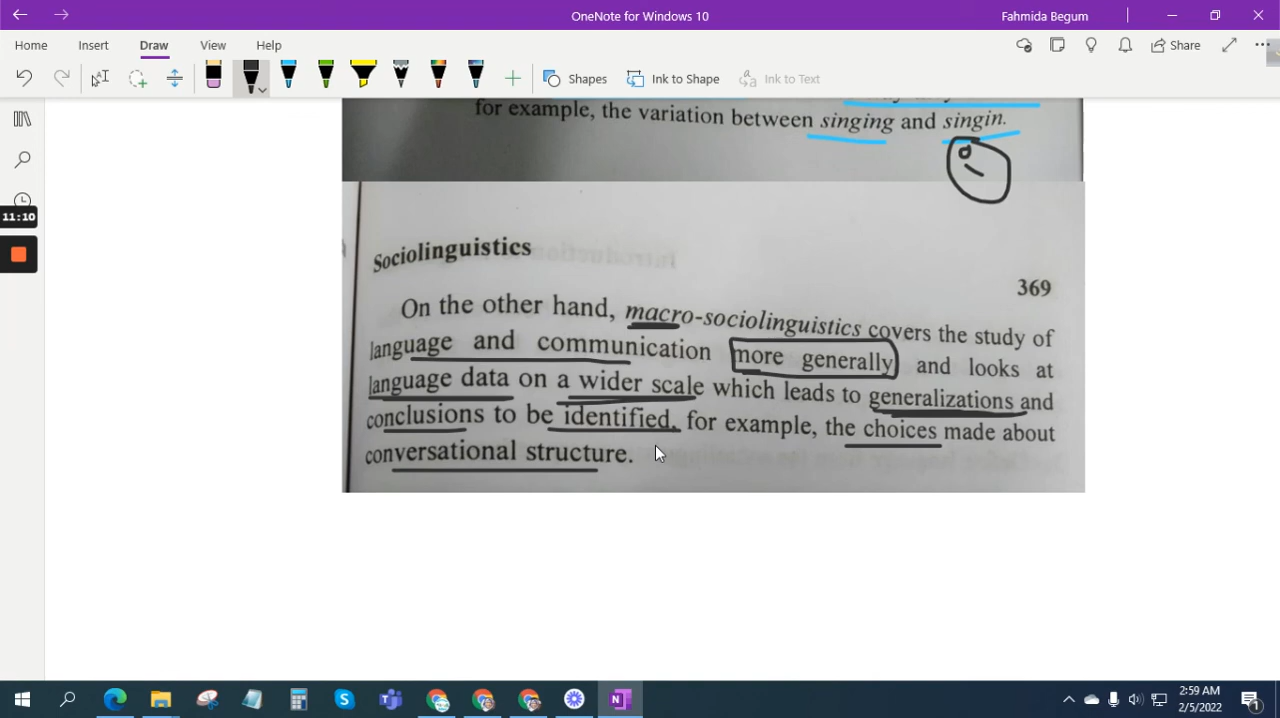 OneNote for Windows 10
Fahmida Begum
Home Insert Draw View Help
Share
Shapes Ink to Shape Ink to Text
for example, the variation between singing and singin.
11:10
Sociolinguistics
369
On the other hand, macro-sociolinguistics covers the study of
language and communication more generally and looks at
language data on a wider scale which leads to generalizations and
conclusions to be identified, for example, the choices made about
conversational structure.
2:59 AM
2/5/2022